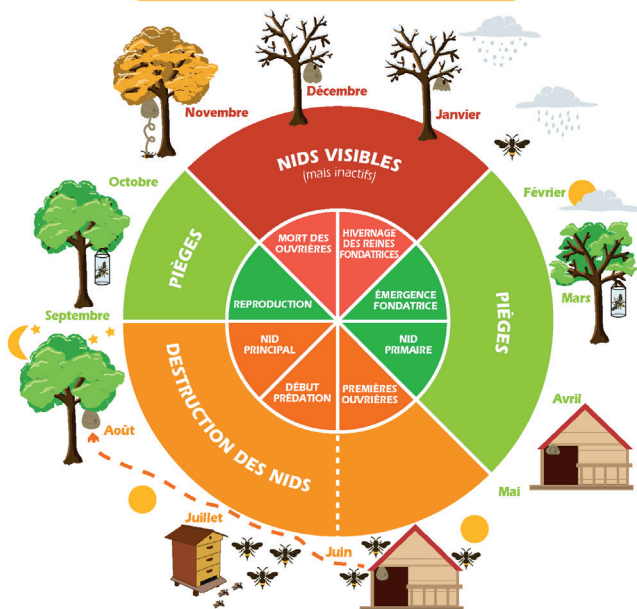 Décembre
Janvier
Novembre
NIDS VISIBLES
(mais inactifs)
Octobre
Février
PIÈGES
MORT DES
OUVRIÈRES
HIVERNAGE
DES REINES
FONDATRICES
REPRODUCTION
ÉMERGENCE
FONDATRICE
PIÈGES
Mars
Septembre
NID
PRINCIPAL
NID
PRIMAIRE
DÉBUT
PRÉDATION
PREMIÈRES
OUVRIÈRES
DESTRUCTION DES NIDS
Avril
Août
Mai
Juillet
Juin